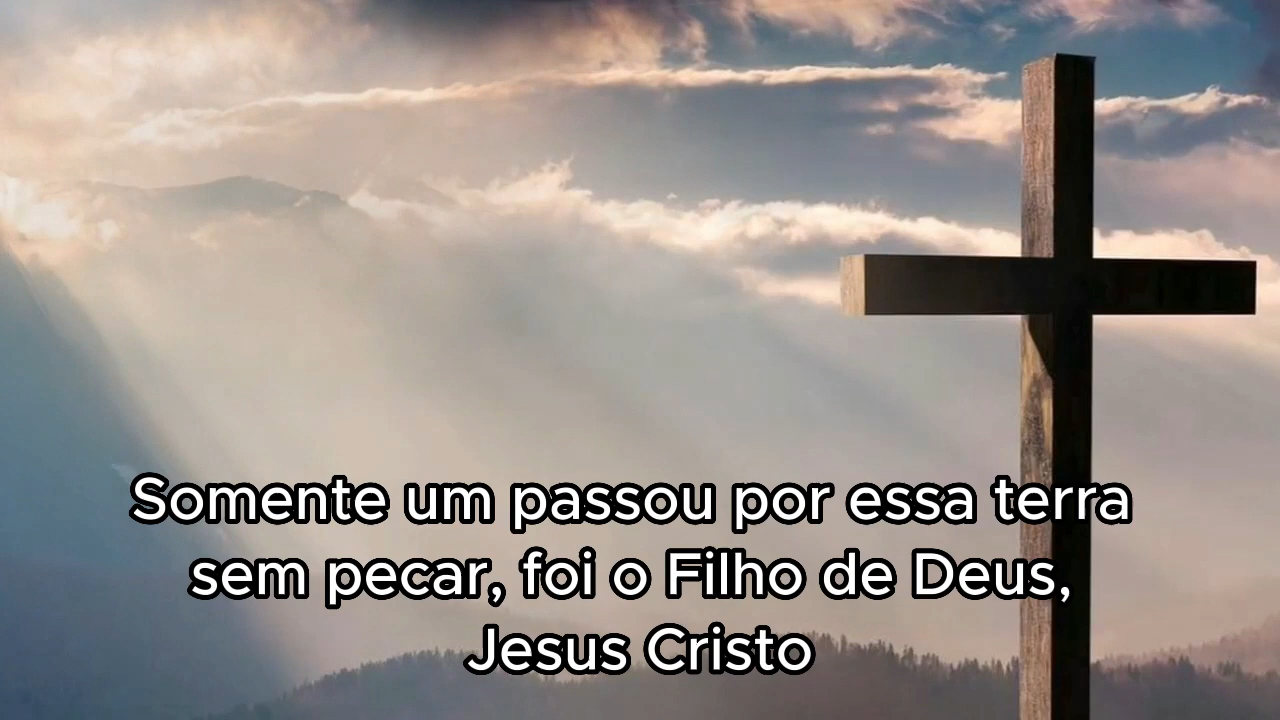 Somente um passou por essa terra
sem pecar, foi o Filho de Deus,
Jesus Cristo